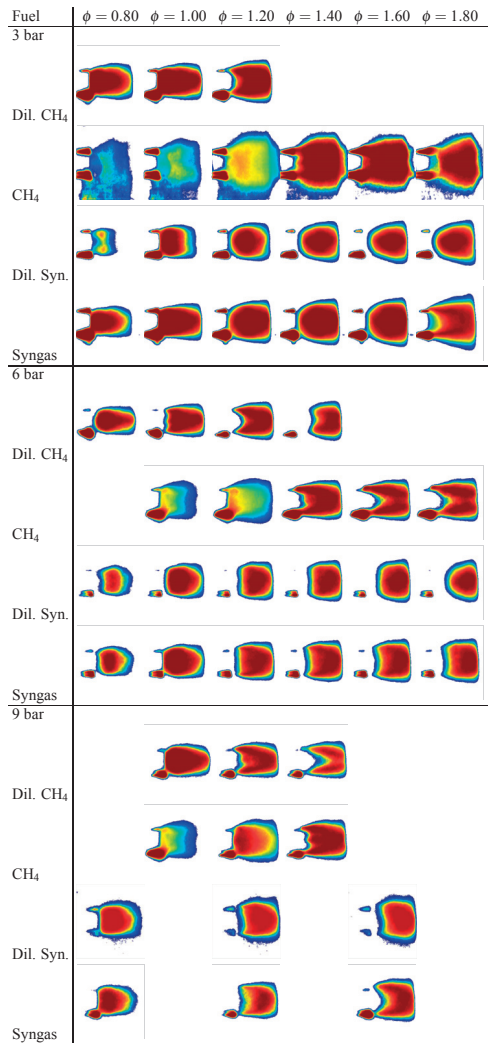 Fuel ϕ = 0.80 ϕ = 1.00 ϕ = 1.20 ϕ = 1.40 ϕ = 1.60 ϕ = 1.80
3 bar
Dil. CH₄
CH₄
Dil. Syn.
Syngas
6 bar
Dil. CH₄
CH₄
Dil. Syn.
Syngas
9 bar
Dil. CH₄
CH₄
Dil. Syn.
Syngas